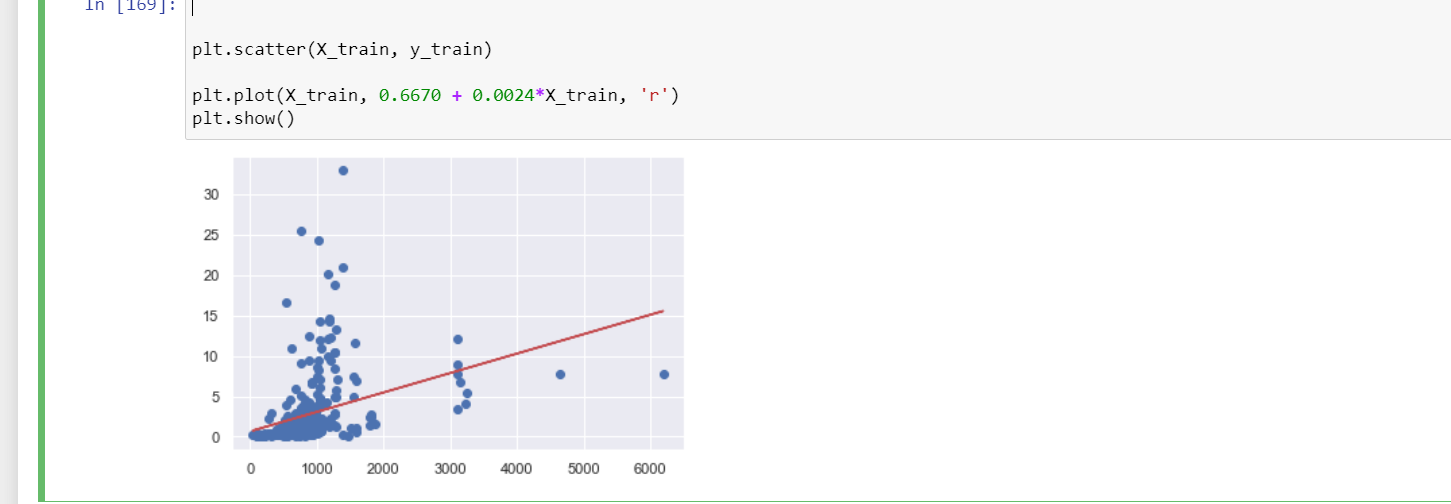 In [169]:
plt.scatter(X_train, y_train)
plt.plot(X_train, 0.6670 + 0.0024*X_train, 'r')
plt.show()
30
25
20
15
10
5
0
0 1000 2000 3000 4000 5000 6000